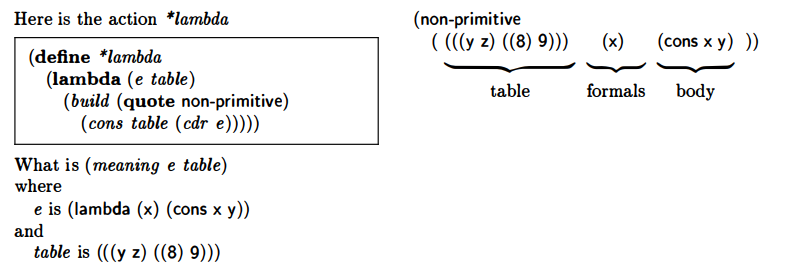 Here is the action *lambda
(define *lambda
(lambda (e table)
(build (quote non-primitive)
(cons table (cdr e)))))
What is (meaning e table)
where
e is (lambda (x) (cons x y))
and
table is (((y z) ((8) 9)))
(non-primitive
( (((y z) ((8) 9))) (x) (cons x y) ))
table formals body